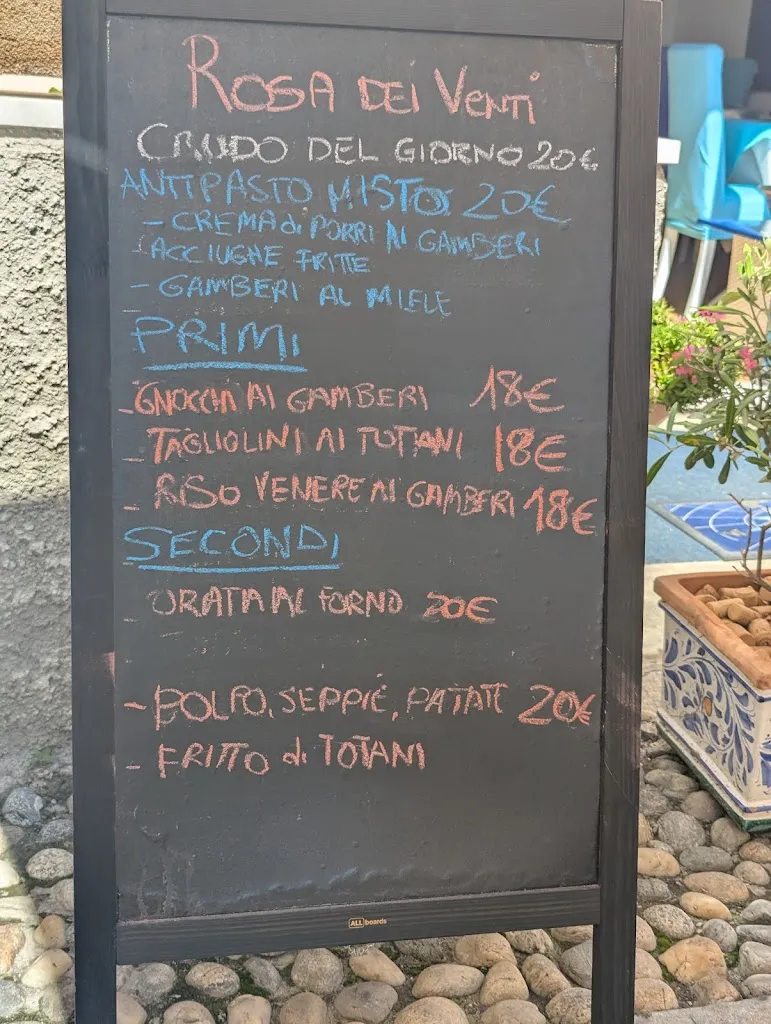 ROSA DEI VENTI
CRUDO DEL GIORNO 20€
ANTIPASTO MISTO 20€
- CREMA di PORRI AI GAMBERI
- ACCIUGHE FRITTE
- GAMBERI AL MIELE
PRIMI
- GNOCCHI AI GAMBERI 18€
- TAGLIOLINI AI TOTANI 18€
- RISO VENERE AI GAMBERI 18€
SECONDI
- ORATA AL FORNO 20€
- POLPO, SEPPIE, PATATE 20€
- FRITTO di TOTANI
ALL boards